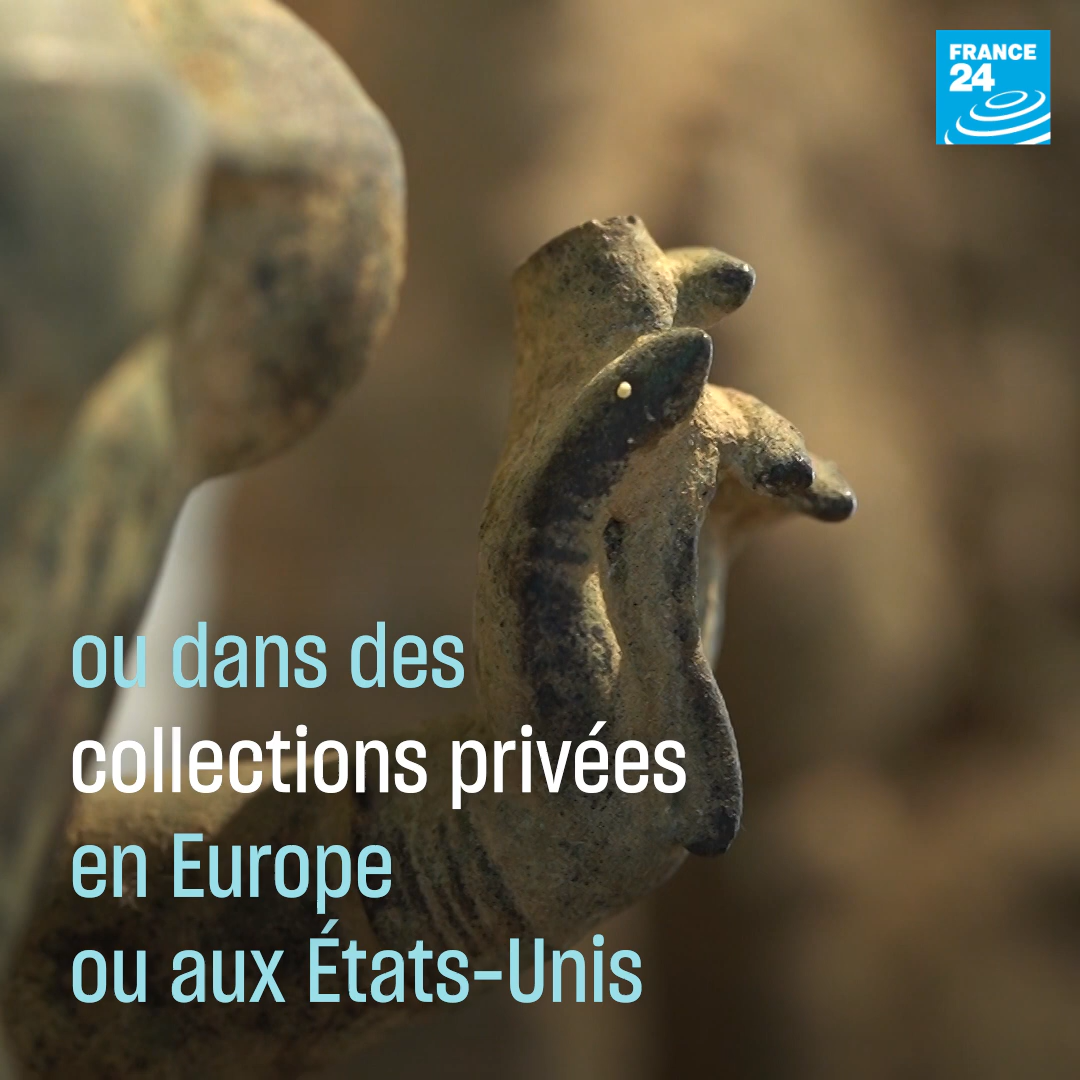 FRANCE
24
ou dans des
collections privées
en Europe
ou aux États-Unis